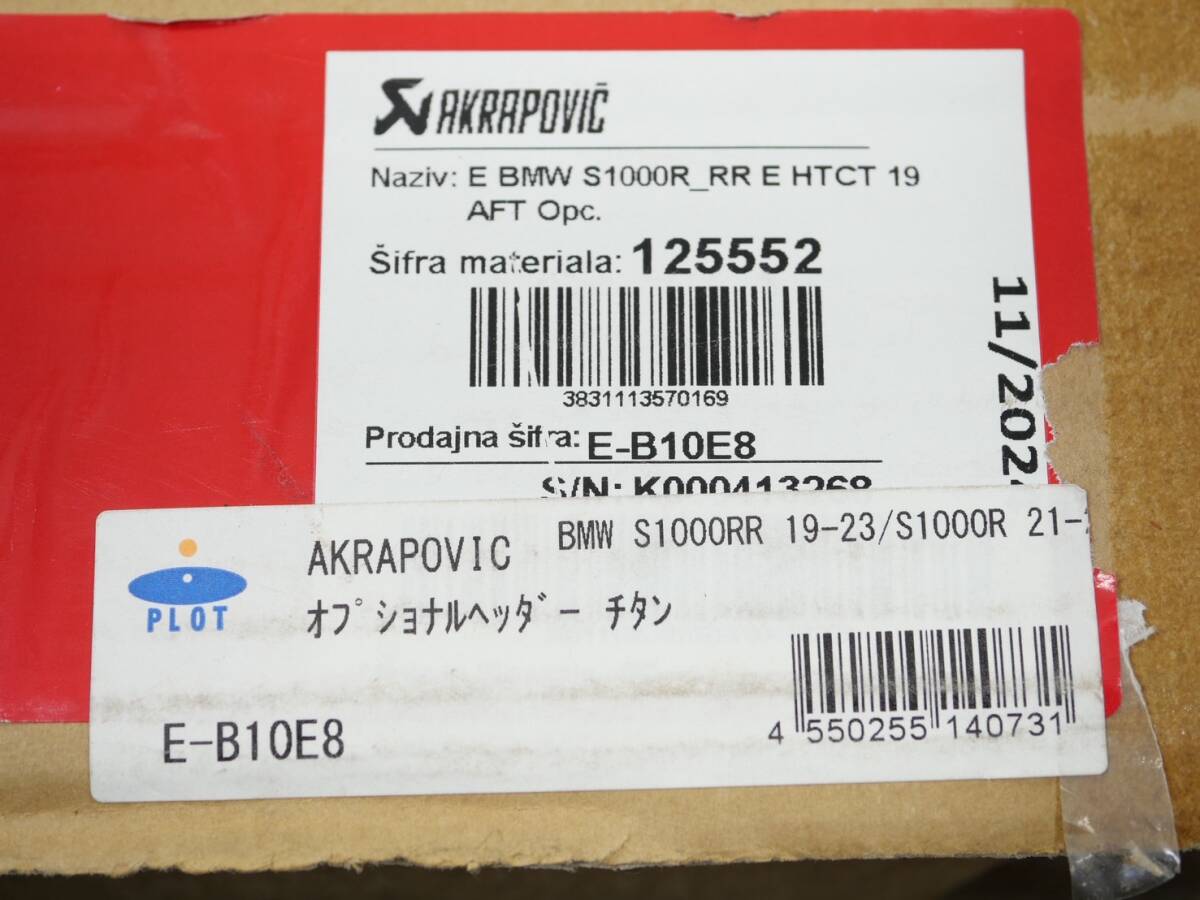 AKRAPOVIČ
Naziv: E BMW S1000R_RR E HTCT 19
AFT Opc.
Šifra materiala: 125552
3831113570169
Prodajna šifra: E-B10E8
S/N: K000413268
11/202
AKRAPOVIC
BMW S1000RR 19-23/S1000R 21-
オプショナルヘッダー チタン
PLOT
E-B10E8
4 550255 140731